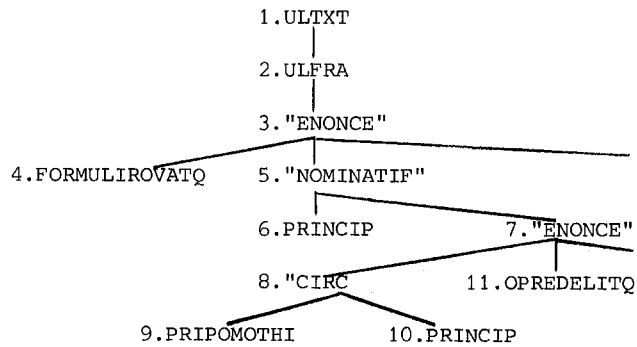 1.ULTXT
2.ULFRA
3."ENONCE"
4.FORMULIROVATQ 5."NOMINATIF"
6.PRINCIP 7."ENONCE"
8."CIRC 11.OPREDELITQ
9.PRIPOMOTHI 10.PRINCIP